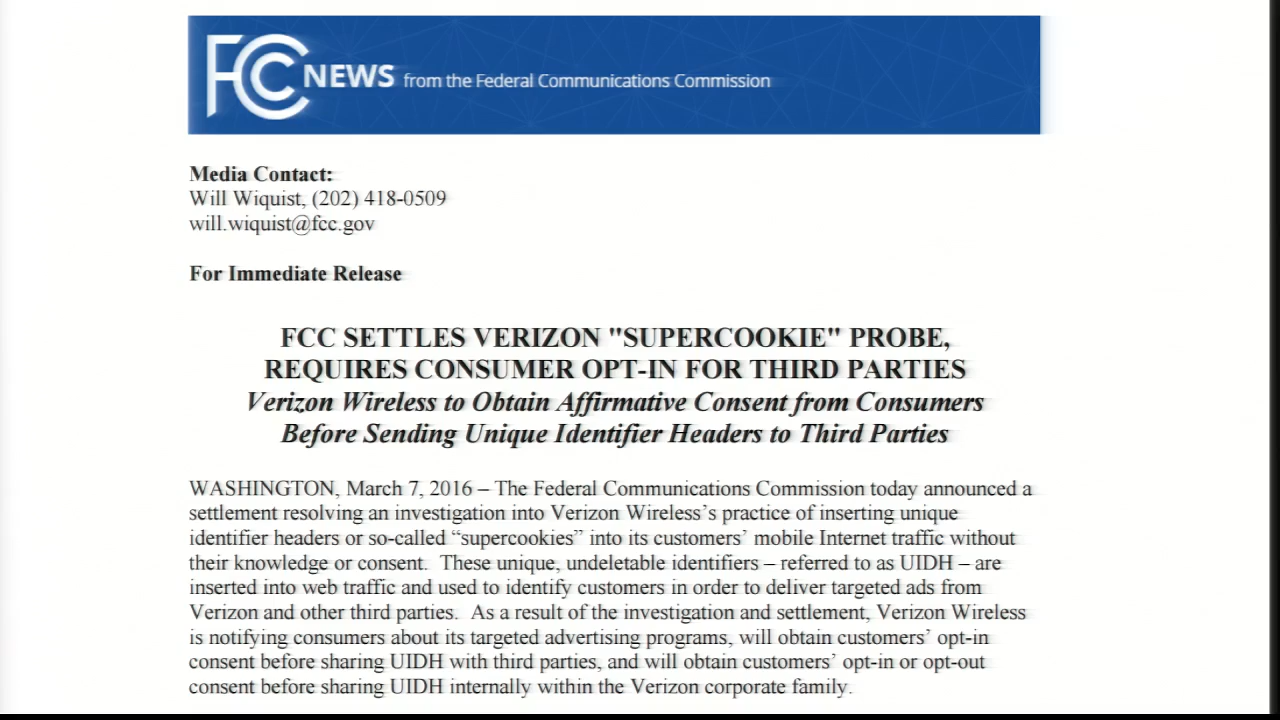 FCC NEWS from the Federal Communications Commission
Media Contact:
Will Wiquist, (202) 418-0509
will.wiquist@fcc.gov
For Immediate Release
FCC SETTLES VERIZON "SUPERCOOKIE" PROBE,
REQUIRES CONSUMER OPT-IN FOR THIRD PARTIES
Verizon Wireless to Obtain Affirmative Consent from Consumers
Before Sending Unique Identifier Headers to Third Parties
WASHINGTON, March 7, 2016 – The Federal Communications Commission today announced a
settlement resolving an investigation into Verizon Wireless’s practice of inserting unique
identifier headers or so-called “supercookies” into its customers’ mobile Internet traffic without
their knowledge or consent.  These unique, undeletable identifiers – referred to as UIDH – are
inserted into web traffic and used to identify customers in order to deliver targeted ads from
Verizon and other third parties.  As a result of the investigation and settlement, Verizon Wireless
is notifying consumers about its targeted advertising programs, will obtain customers’ opt-in
consent before sharing UIDH with third parties, and will obtain customers’ opt-in or opt-out
consent before sharing UIDH internally within the Verizon corporate family.